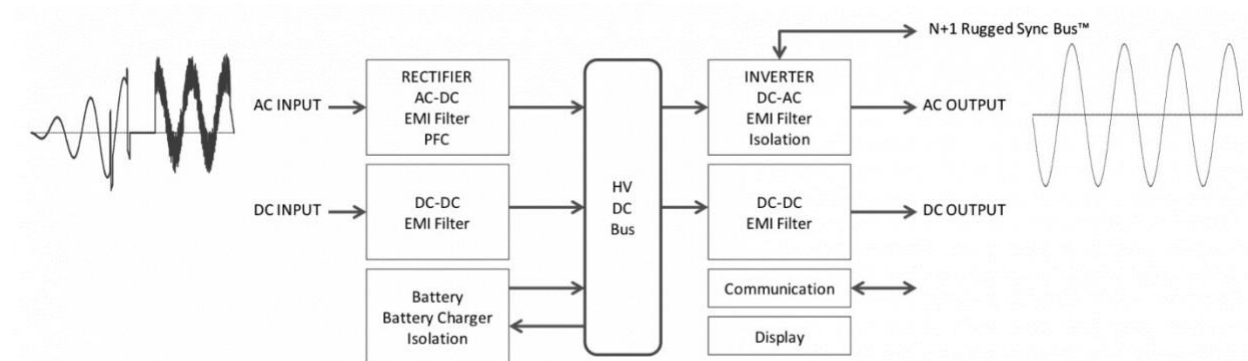 N+1 Rugged Sync Bus™
AC INPUT
RECTIFIER
AC-DC
EMI Filter
PFC
INVERTER
DC-AC
EMI Filter
Isolation
AC OUTPUT
DC INPUT
DC-DC
EMI Filter
HV
DC
Bus
DC-DC
EMI Filter
DC OUTPUT
Battery
Battery Charger
Isolation
Communication
Display